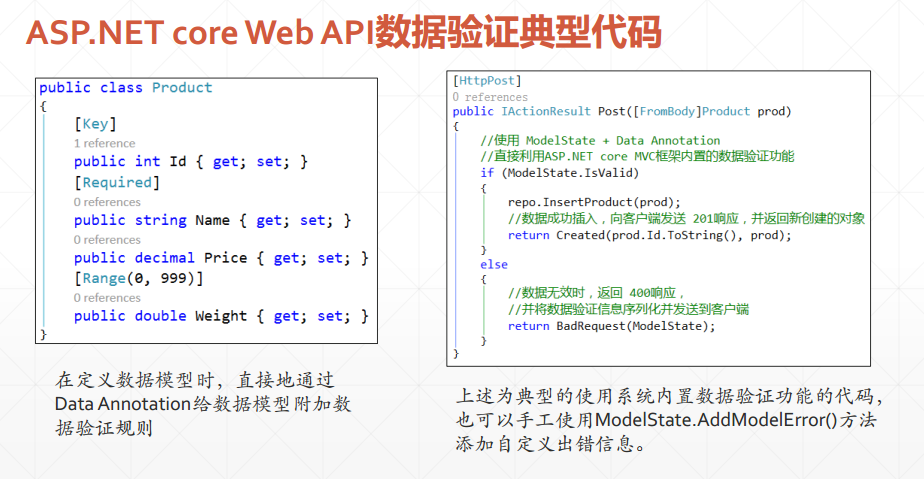 ASP.NET core Web API数据验证典型代码
public class Product
{
[Key]
1 reference
public int Id { get; set; }
[Required]
0 references
public string Name { get; set; }
0 references
public decimal Price { get; set; }
[Range(0, 999)]
0 references
public double Weight { get; set; }
}
在定义数据模型时，直接地通过
Data Annotation给数据模型附加数
据验证规则
[HttpPost]
0 references
public IActionResult Post([FromBody]Product prod)
{
//使用 ModelState + Data Annotation
//直接利用ASP.NET core MVC框架内置的数据验证功能
if (ModelState.IsValid)
{
repo.InsertProduct(prod);
//数据成功插入，向客户端发送 201响应，并返回新创建的对象
return Created(prod.Id.ToString(), prod);
}
else
{
//数据无效时，返回 400响应，
//并将数据验证信息序列化并发送到客户端
return BadRequest(ModelState);
}
}
上述为典型的使用系统内置数据验证功能的代码，
也可以手工使用ModelState.AddModelError()方法
添加自定义出错信息。